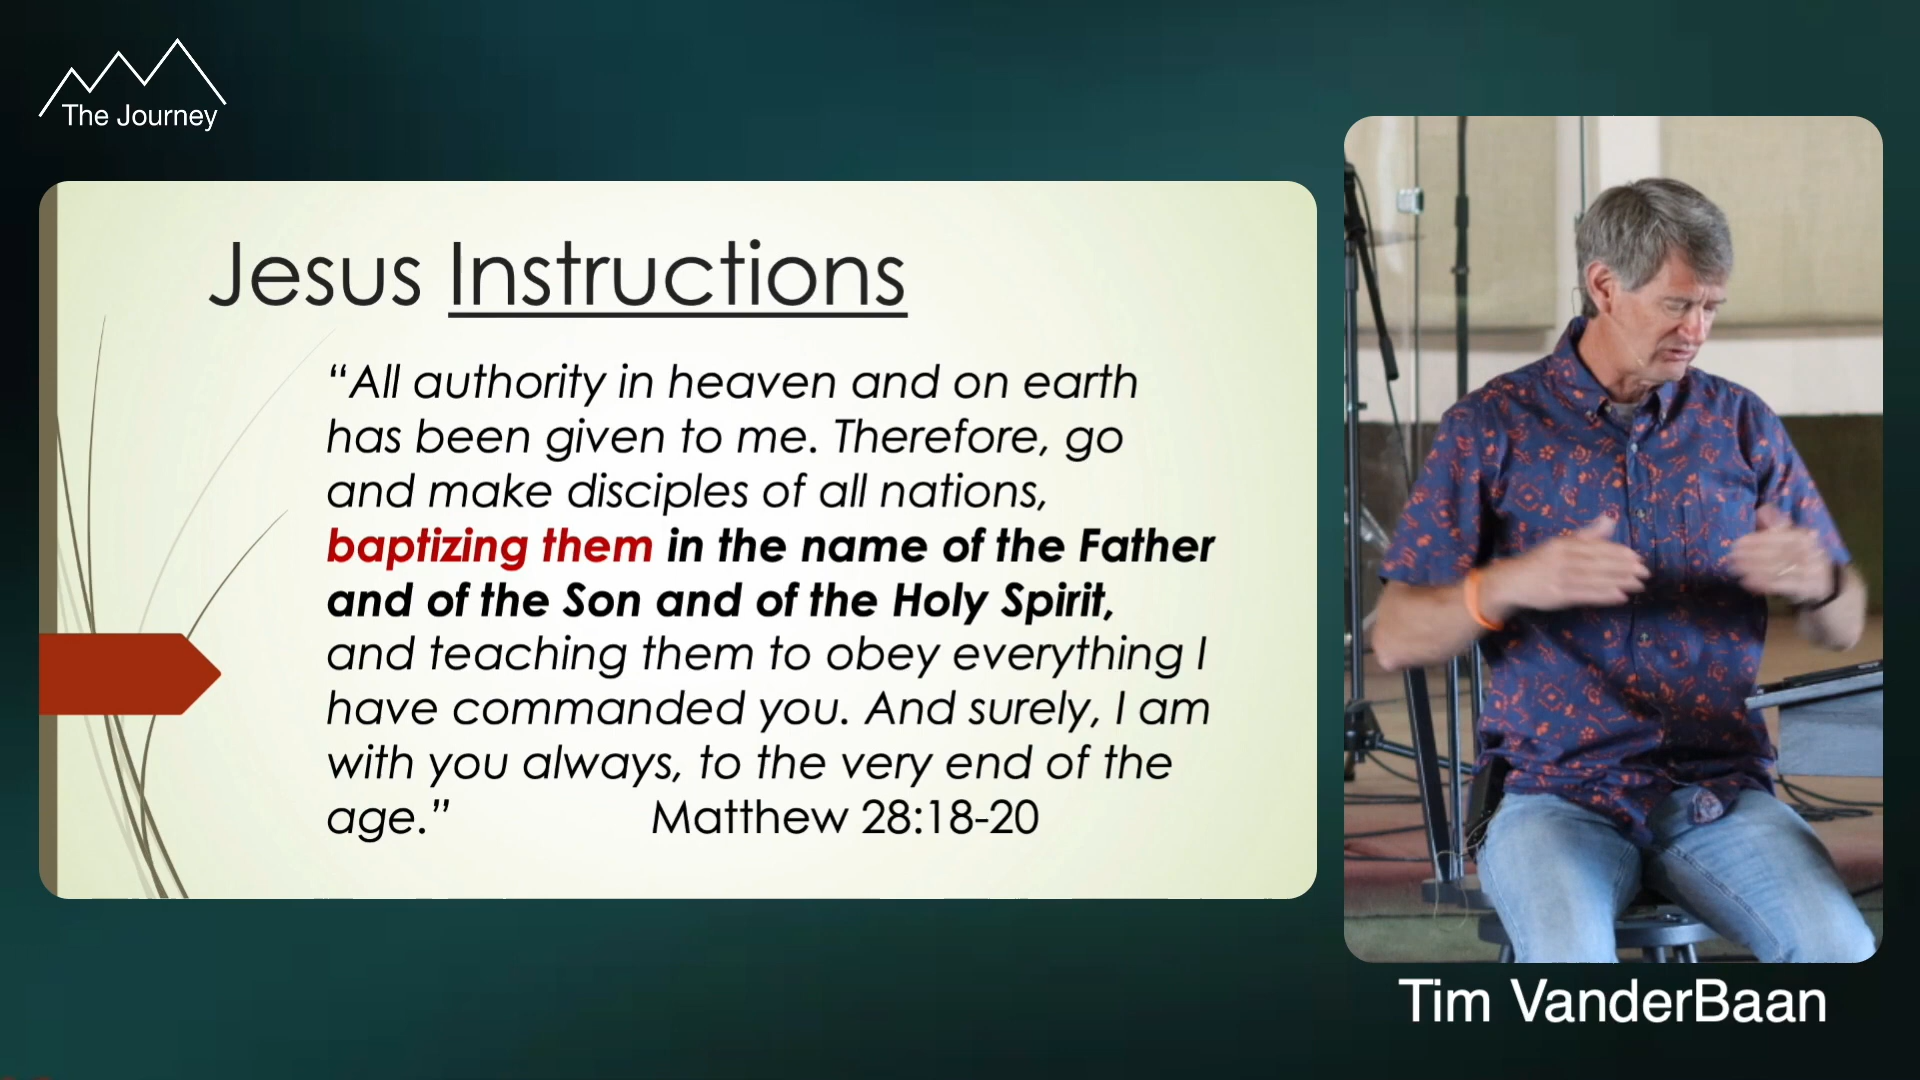 The Journey
Jesus Instructions
“All authority in heaven and on earth
has been given to me. Therefore, go
and make disciples of all nations,
baptizing them in the name of the Father
and of the Son and of the Holy Spirit,
and teaching them to obey everything I
have commanded you. And surely, I am
with you always, to the very end of the
age.” Matthew 28:18-20
Tim VanderBaan